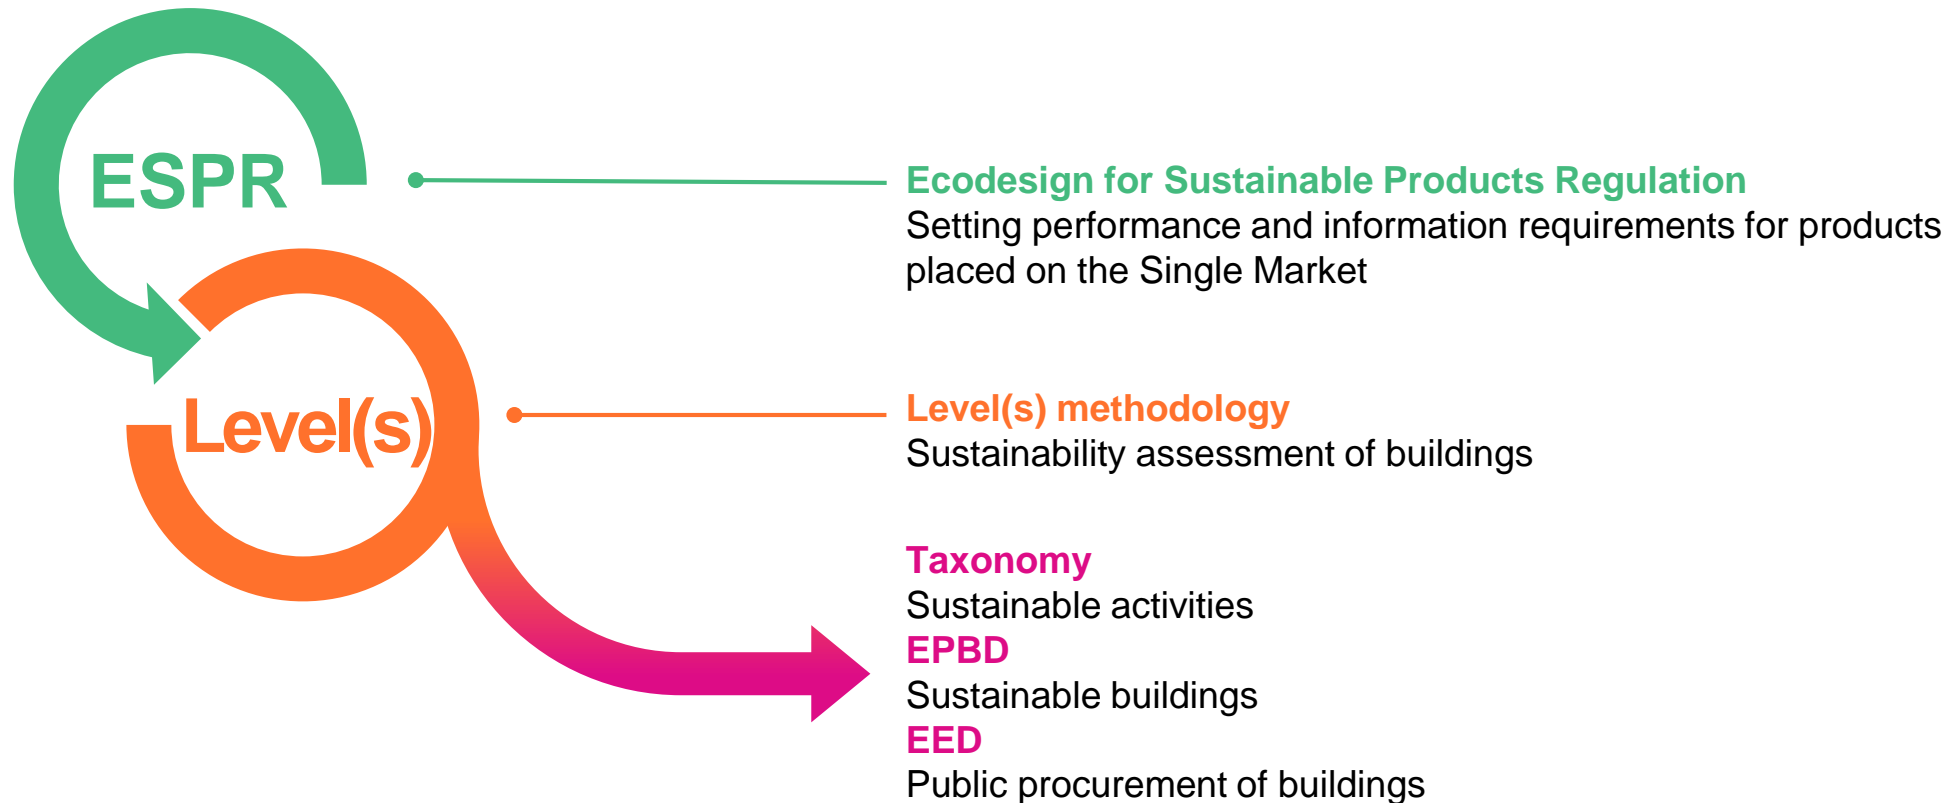 ESPR
Ecodesign for Sustainable Products Regulation
Setting performance and information requirements for products
placed on the Single Market
Level(s)
Level(s) methodology
Sustainability assessment of buildings
Taxonomy
Sustainable activities
EPBD
Sustainable buildings
EED
Public procurement of buildings